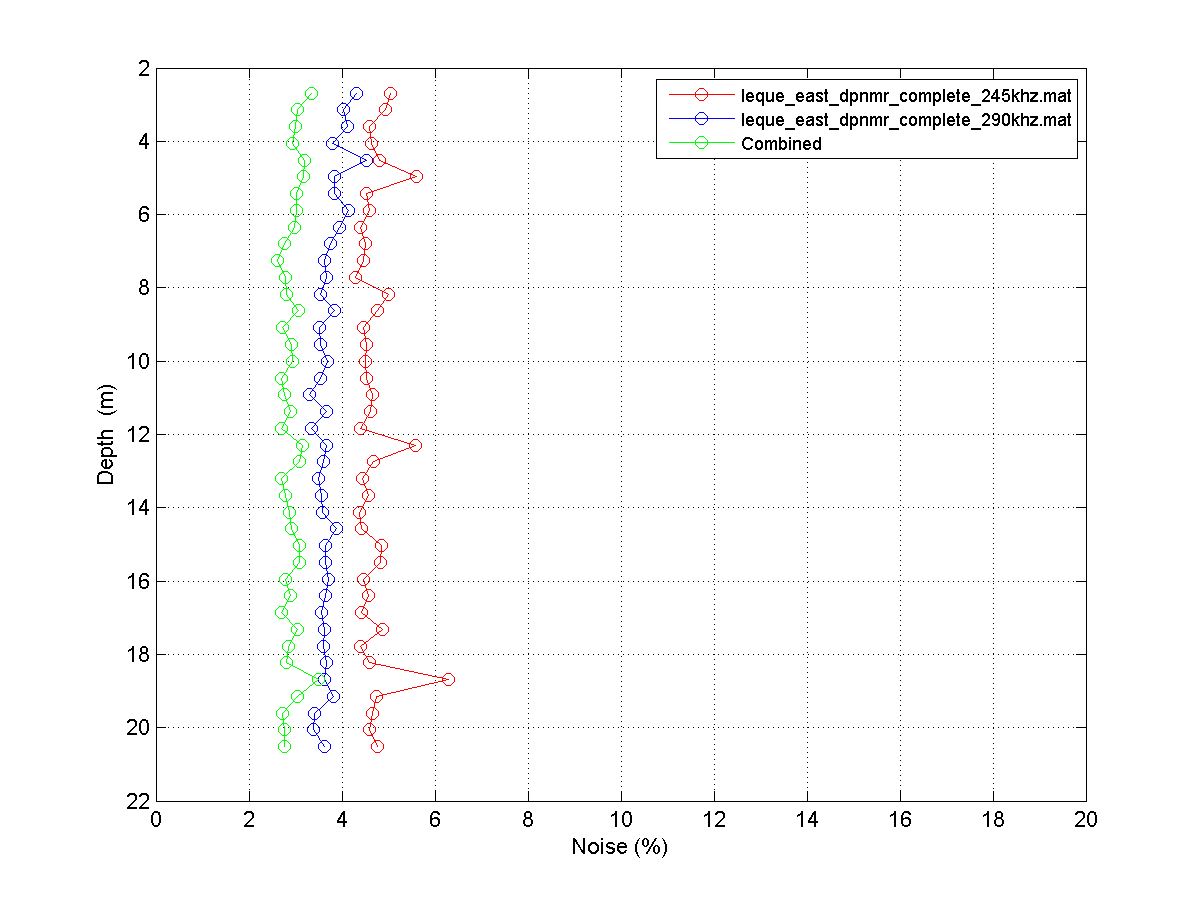 2
leque_east_dpnmr_complete_245khz.mat
leque_east_dpnmr_complete_290khz.mat
Combined
4
6
8
10
12
14
16
18
20
22
Depth (m)
0 2 4 6 8 10 12 14 16 18 20
Noise (%)